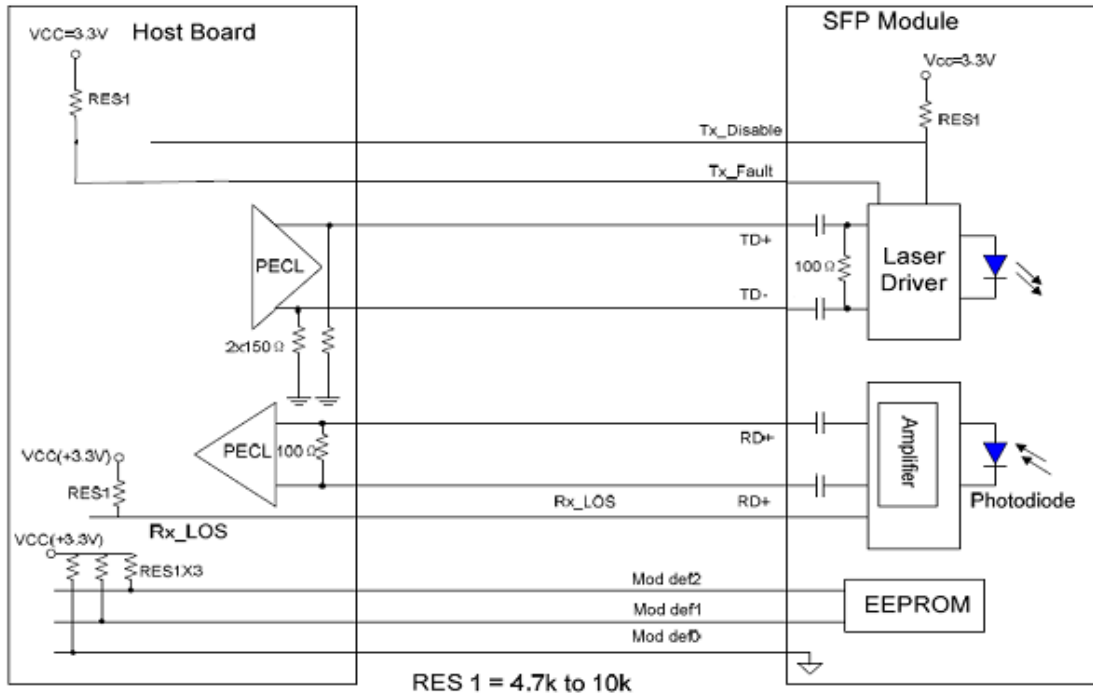 Host Board
SFP Module
VCC=3.3V
RES1
Vcc=3.3V
RES1
Tx_Disable
Tx_Fault
PECL
TD+
TD-
2x150 Ω
100 Ω
Laser
Driver
PECL
100 Ω
RD+
RD+
Amplifier
Photodiode
VCC(+3.3V)
RES1
Rx_LOS
Rx_LOS
VCC(+3.3V)
RES1X3
Mod def2
Mod def1
Mod def0
EEPROM
RES 1 = 4.7k to 10k